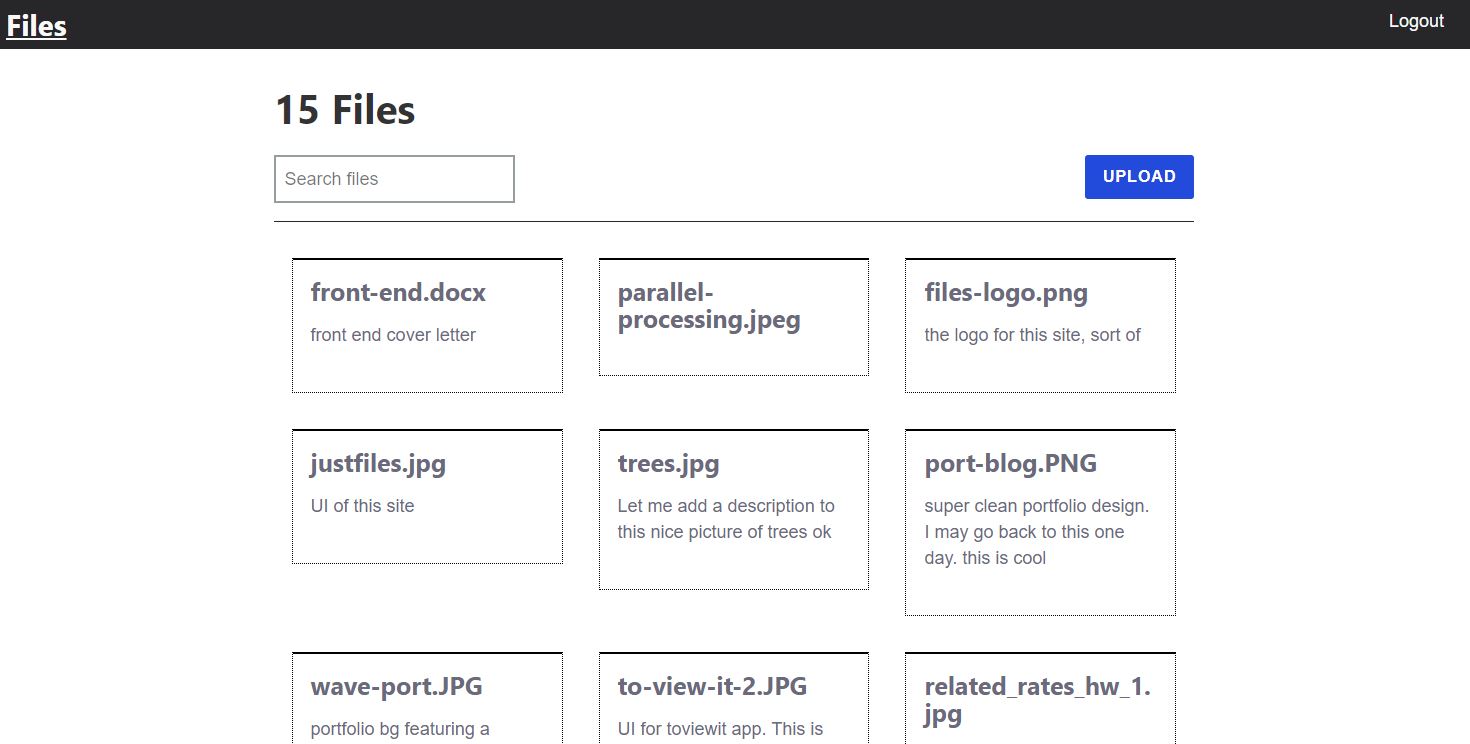 Files
Logout
15 Files
Search files
UPLOAD
front-end.docx
front end cover letter
parallel-
processing.jpeg
files-logo.png
the logo for this site, sort of
justfiles.jpg
UI of this site
trees.jpg
Let me add a description to
this nice picture of trees ok
port-blog.PNG
super clean portfolio design.
I may go back to this one
day. this is cool
wave-port.JPG
portfolio bg featuring a
to-view-it-2.JPG
UI for toviewit app. This is
related_rates_hw_1.
jpg